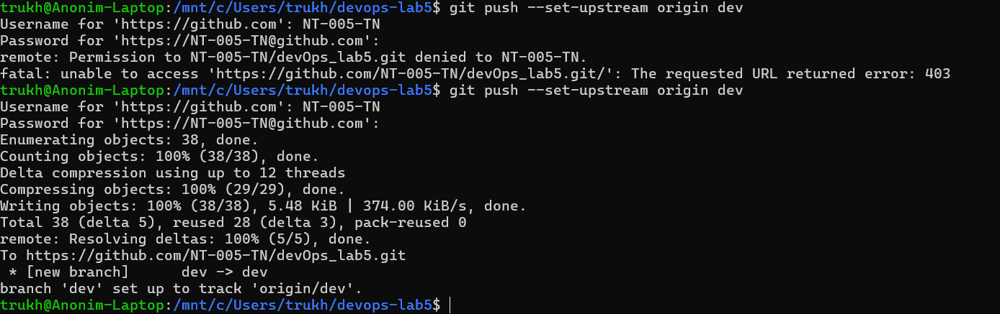 trukh@Anonim-Laptop:/mnt/c/Users/trukh/devops-lab5$ git push --set-upstream origin dev
Username for 'https://github.com': NT-005-TN
Password for 'https://NT-005-TN@github.com':
remote: Permission to NT-005-TN/devOps_lab5.git denied to NT-005-TN.
fatal: unable to access 'https://github.com/NT-005-TN/devOps_lab5.git/': The requested URL returned error: 403
trukh@Anonim-Laptop:/mnt/c/Users/trukh/devops-lab5$ git push --set-upstream origin dev
Username for 'https://github.com': NT-005-TN
Password for 'https://NT-005-TN@github.com':
Enumerating objects: 38, done.
Counting objects: 100% (38/38), done.
Delta compression using up to 12 threads
Compressing objects: 100% (29/29), done.
Writing objects: 100% (38/38), 5.48 KiB | 374.00 KiB/s, done.
Total 38 (delta 5), reused 28 (delta 3), pack-reused 0
remote: Resolving deltas: 100% (5/5), done.
To https://github.com/NT-005-TN/devOps_lab5.git
 * [new branch]      dev -> dev
branch 'dev' set up to track 'origin/dev'.
trukh@Anonim-Laptop:/mnt/c/Users/trukh/devops-lab5$